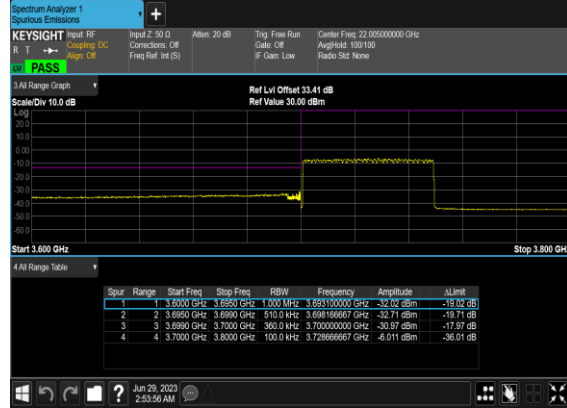 Spectrum Analyzer 1
Spurious Emissions
KEYSIGHT Input: RF
R T Coupling: DC
Align: Off
Input Z: 50 Ω
Corrections: Off
Freq Ref: Int (S)
Atten: 20 dB
Trig: Free Run
Gate: Off
IF Gain: Low
Center Freq: 22.005000000 GHz
Avg|Hold: 100/100
Radio Std: None
PASS
3 All Range Graph
Ref Lvl Offset 33.41 dB
Scale/Div 10.0 dB
Ref Value 30.00 dBm
Log
20.0
10.0
0.00
-10.0
-20.0
-30.0
-40.0
-50.0
-60.0
Start 3.600 GHz
Stop 3.800 GHz
4 All Range Table
Spur Range Start Freq Stop Freq RBW Frequency Amplitude ΔLimit
1 1 3.6000 GHz 3.6950 GHz 1.000 MHz 3.693100000 GHz -32.02 dBm -19.02 dB
2 2 3.6950 GHz 3.6990 GHz 510.0 kHz 3.698166667 GHz -32.71 dBm -19.71 dB
3 3 3.6990 GHz 3.7000 GHz 360.0 kHz 3.700000000 GHz -30.97 dBm -17.97 dB
4 4 3.7000 GHz 3.8000 GHz 100.0 kHz 3.728666667 GHz -6.011 dBm -36.01 dB
?
Jun 29, 2023
2:53:56 AM